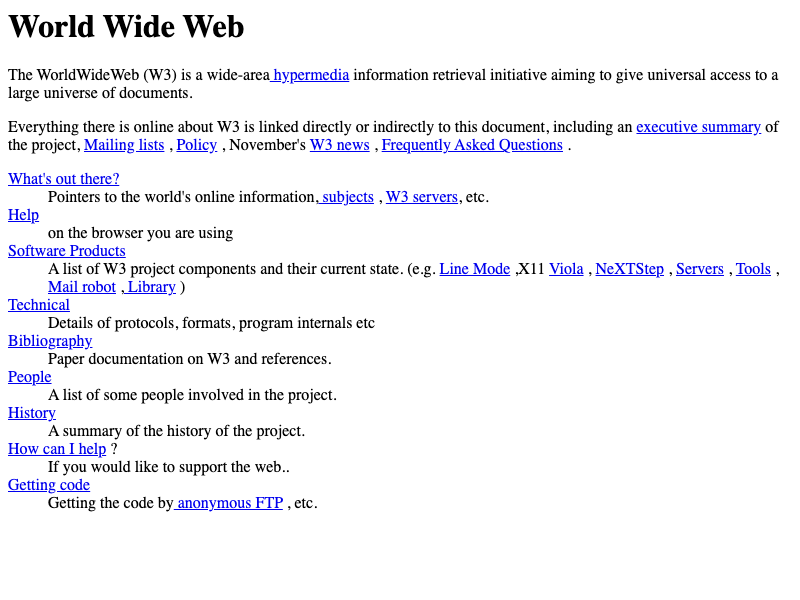 World Wide Web
The WorldWideWeb (W3) is a wide-area hypermedia information retrieval initiative aiming to give universal access to a
large universe of documents.
Everything there is online about W3 is linked directly or indirectly to this document, including an executive summary of
the project, Mailing lists , Policy , November's W3 news , Frequently Asked Questions .
What's out there?
Pointers to the world's online information, subjects , W3 servers, etc.
Help
on the browser you are using
Software Products
A list of W3 project components and their current state. (e.g. Line Mode ,X11 Viola , NeXTStep , Servers , Tools ,
Mail robot , Library )
Technical
Details of protocols, formats, program internals etc
Bibliography
Paper documentation on W3 and references.
People
A list of some people involved in the project.
History
A summary of the history of the project.
How can I help ?
If you would like to support the web..
Getting code
Getting the code by anonymous FTP , etc.